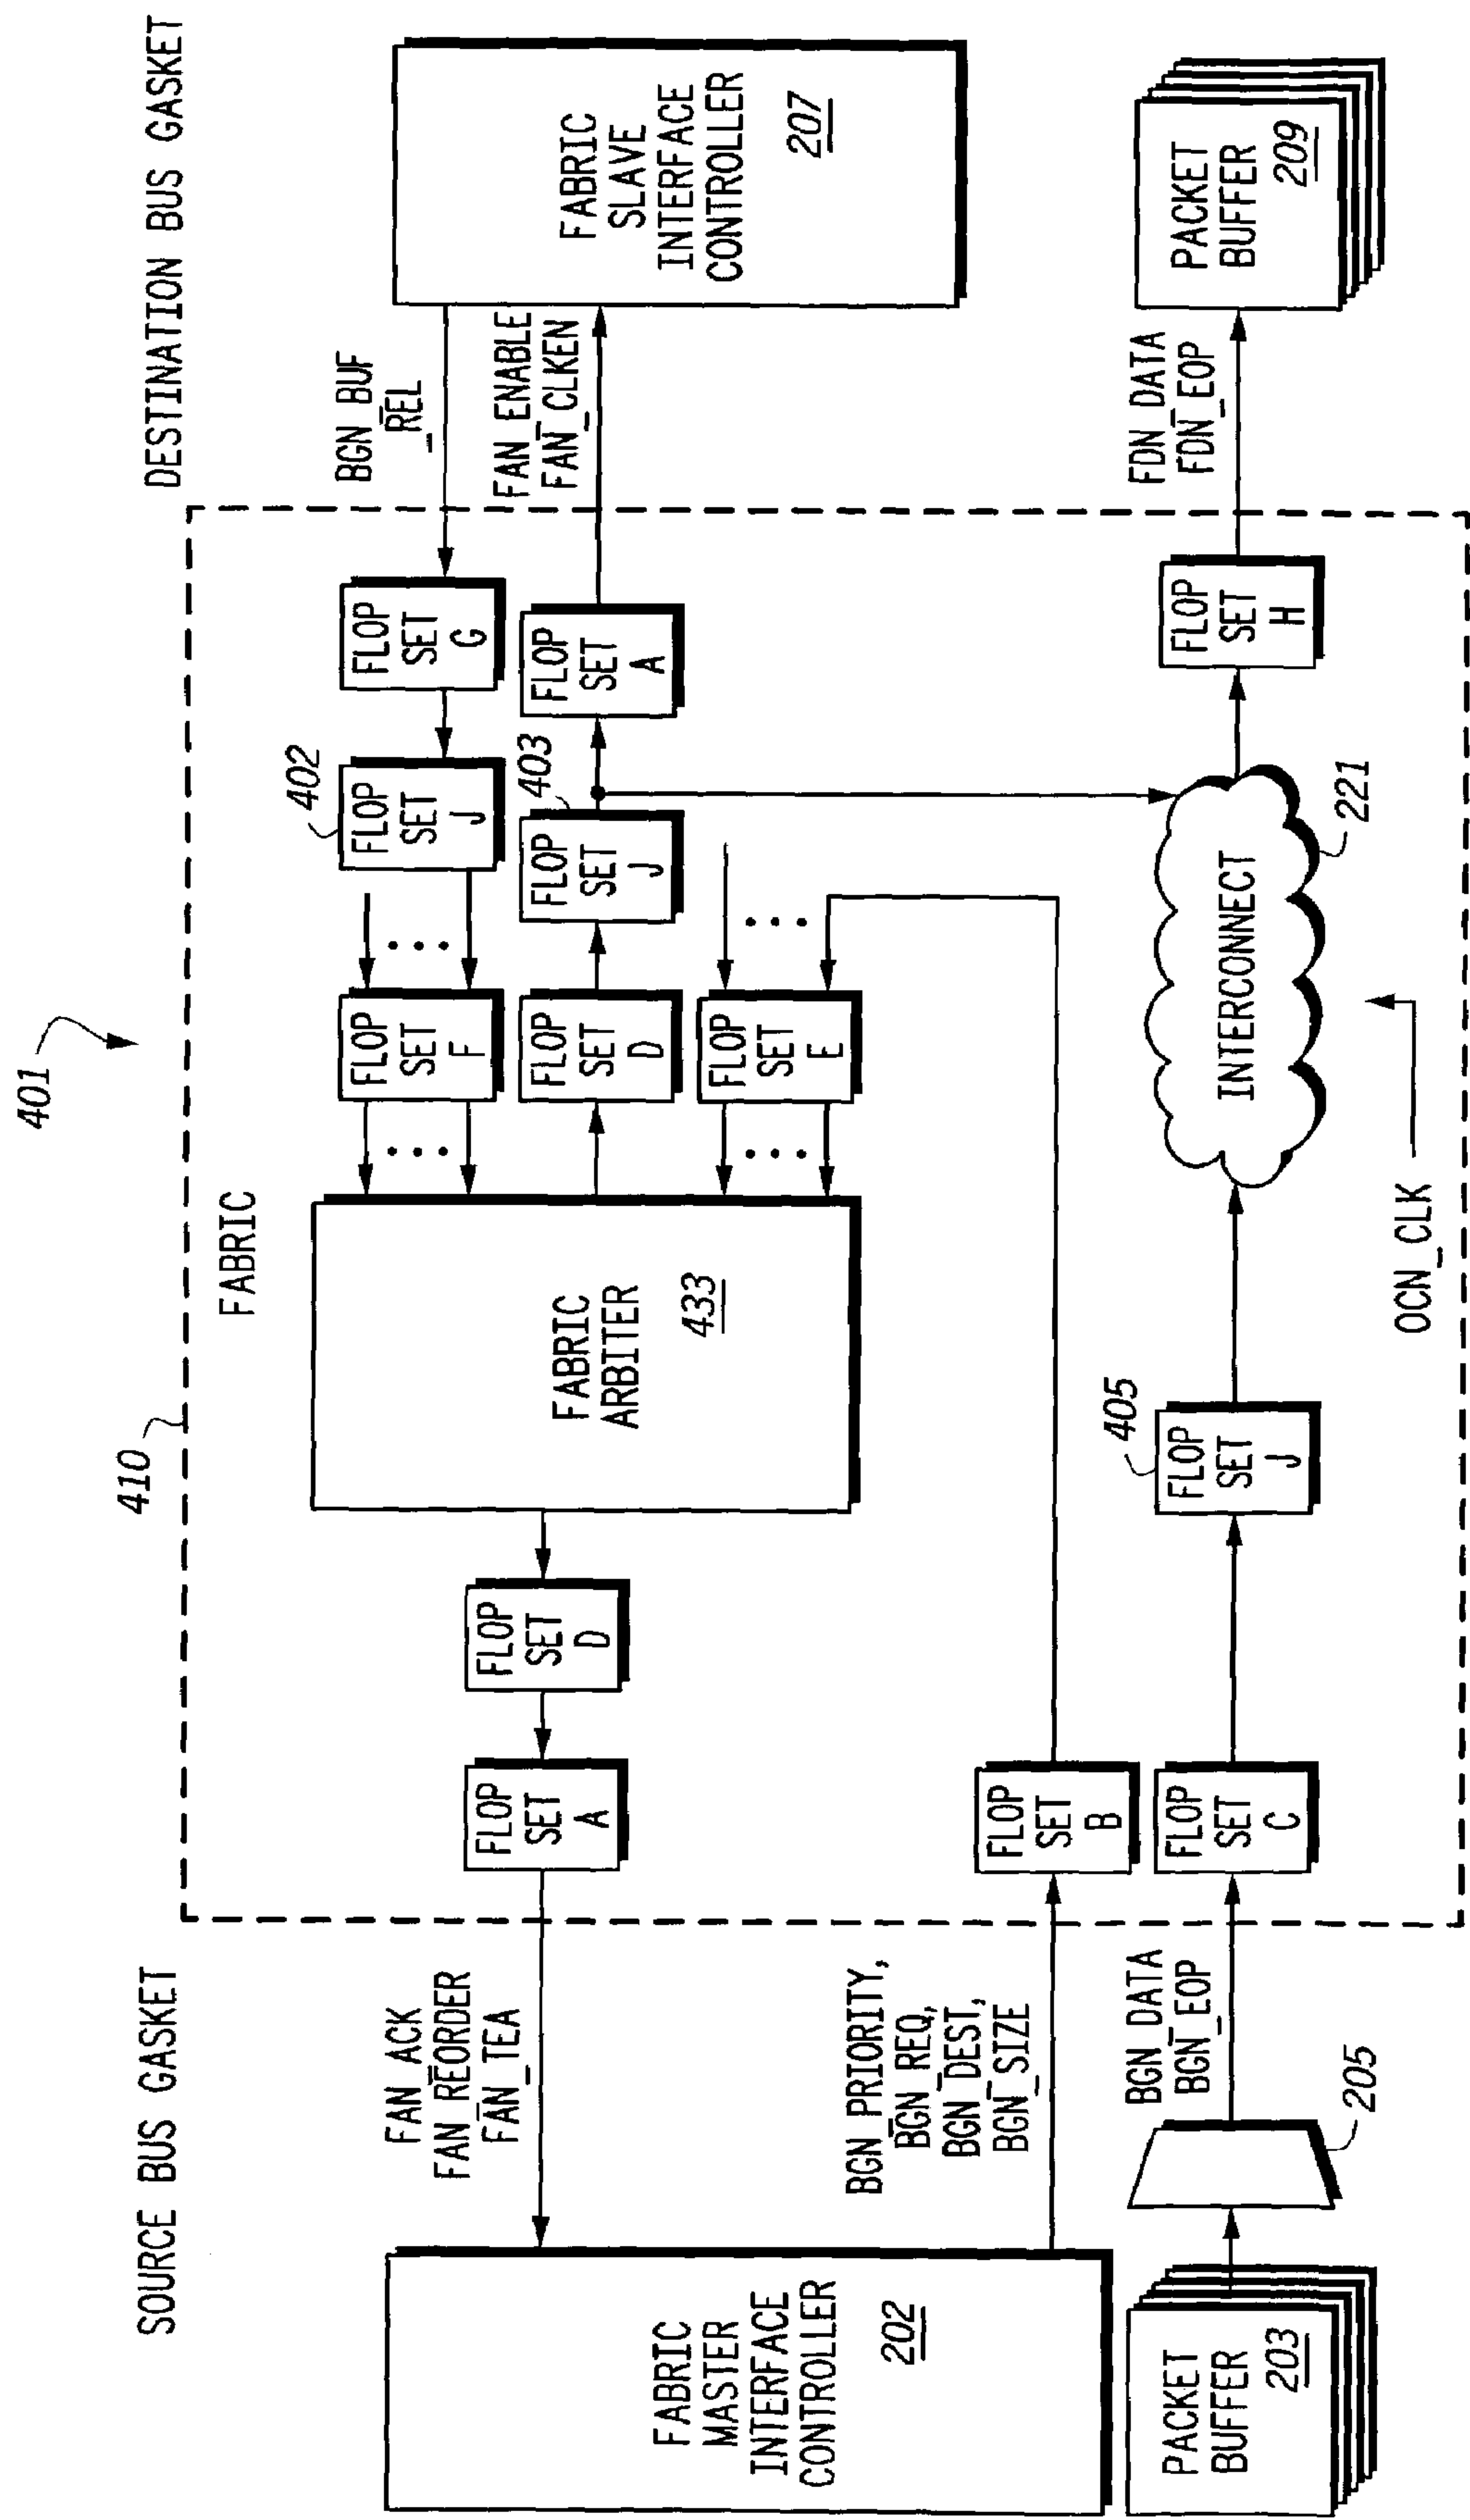 401
SOURCE BUS GASKET
410
DESTINATION BUS GASKET
FABRIC
FABRIC
MASTER
INTERFACE
CONTROLLER
202
FAN_ACK
FAN_REORDER
FAN_TEA
FLOP
SET
A
FLOP
SET
D
FABRIC
ARBITER
433
FLOP
SET
F
402
FLOP
SET
J
FLOP
SET
G
BGN_BUF
_REL
FLOP
SET
D
403
FLOP
SET
J
FLOP
SET
A
FAN_ENABLE
FAN_CLKEN
FABRIC
SLAVE
INTERFACE
CONTROLLER
207
FLOP
SET
E
BGN_PRIORITY,
BGN_REQ,
BGN_DEST,
BGN_SIZE
FLOP
SET
B
PACKET
BUFFER
203
205
BGN_DATA
BGN_EOP
FLOP
SET
C
405
FLOP
SET
J
INTERCONNECT
221
FLOP
SET
H
FDN_DATA
FDN_EOP
PACKET
BUFFER
209
OCN_CLK